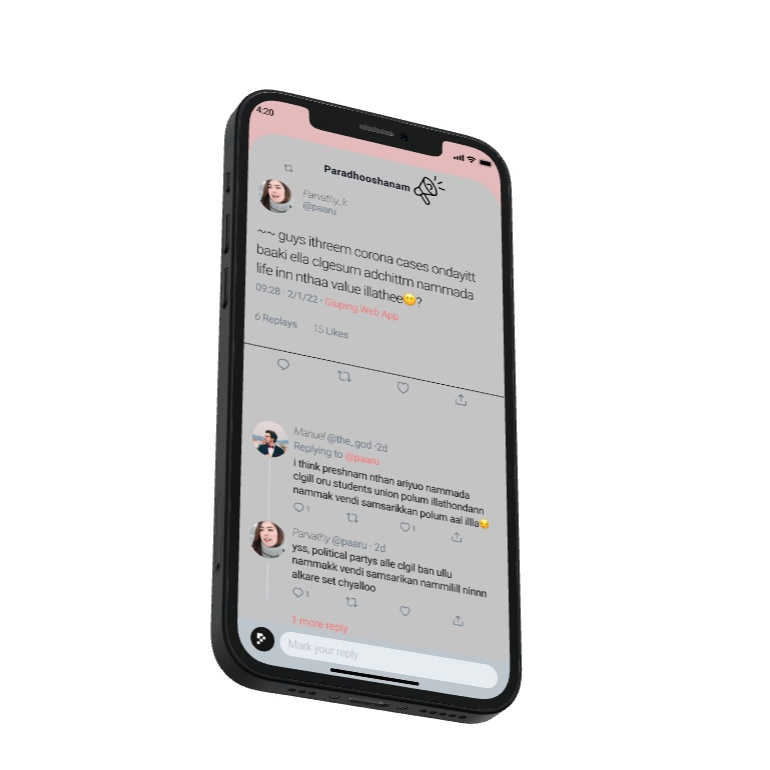 4:20
Paradhooshanam
Parvathy_k
@paaru
~~ guys ithreem corona cases ondayitt
baaki ella clgesum adchittm nammada
life inn nthaa value illathee😋?
09:28 · 2/1/22 · Gluping Web App
6 Replays 15 Likes
Manuel @the_god ·2d
Replying to @paaru
i think preshnam nthan ariyuo nammada
clgill oru students union polum illathondann
nammak vendi samsarikkan polum aal illla😥
1 1
Parvathy @paaru · 2d
yss, political partys alle clgil ban ullu
nammakk vendi samsarikan nammilill ninnn
alkare set chyalloo
1
1 more reply
Mark your reply